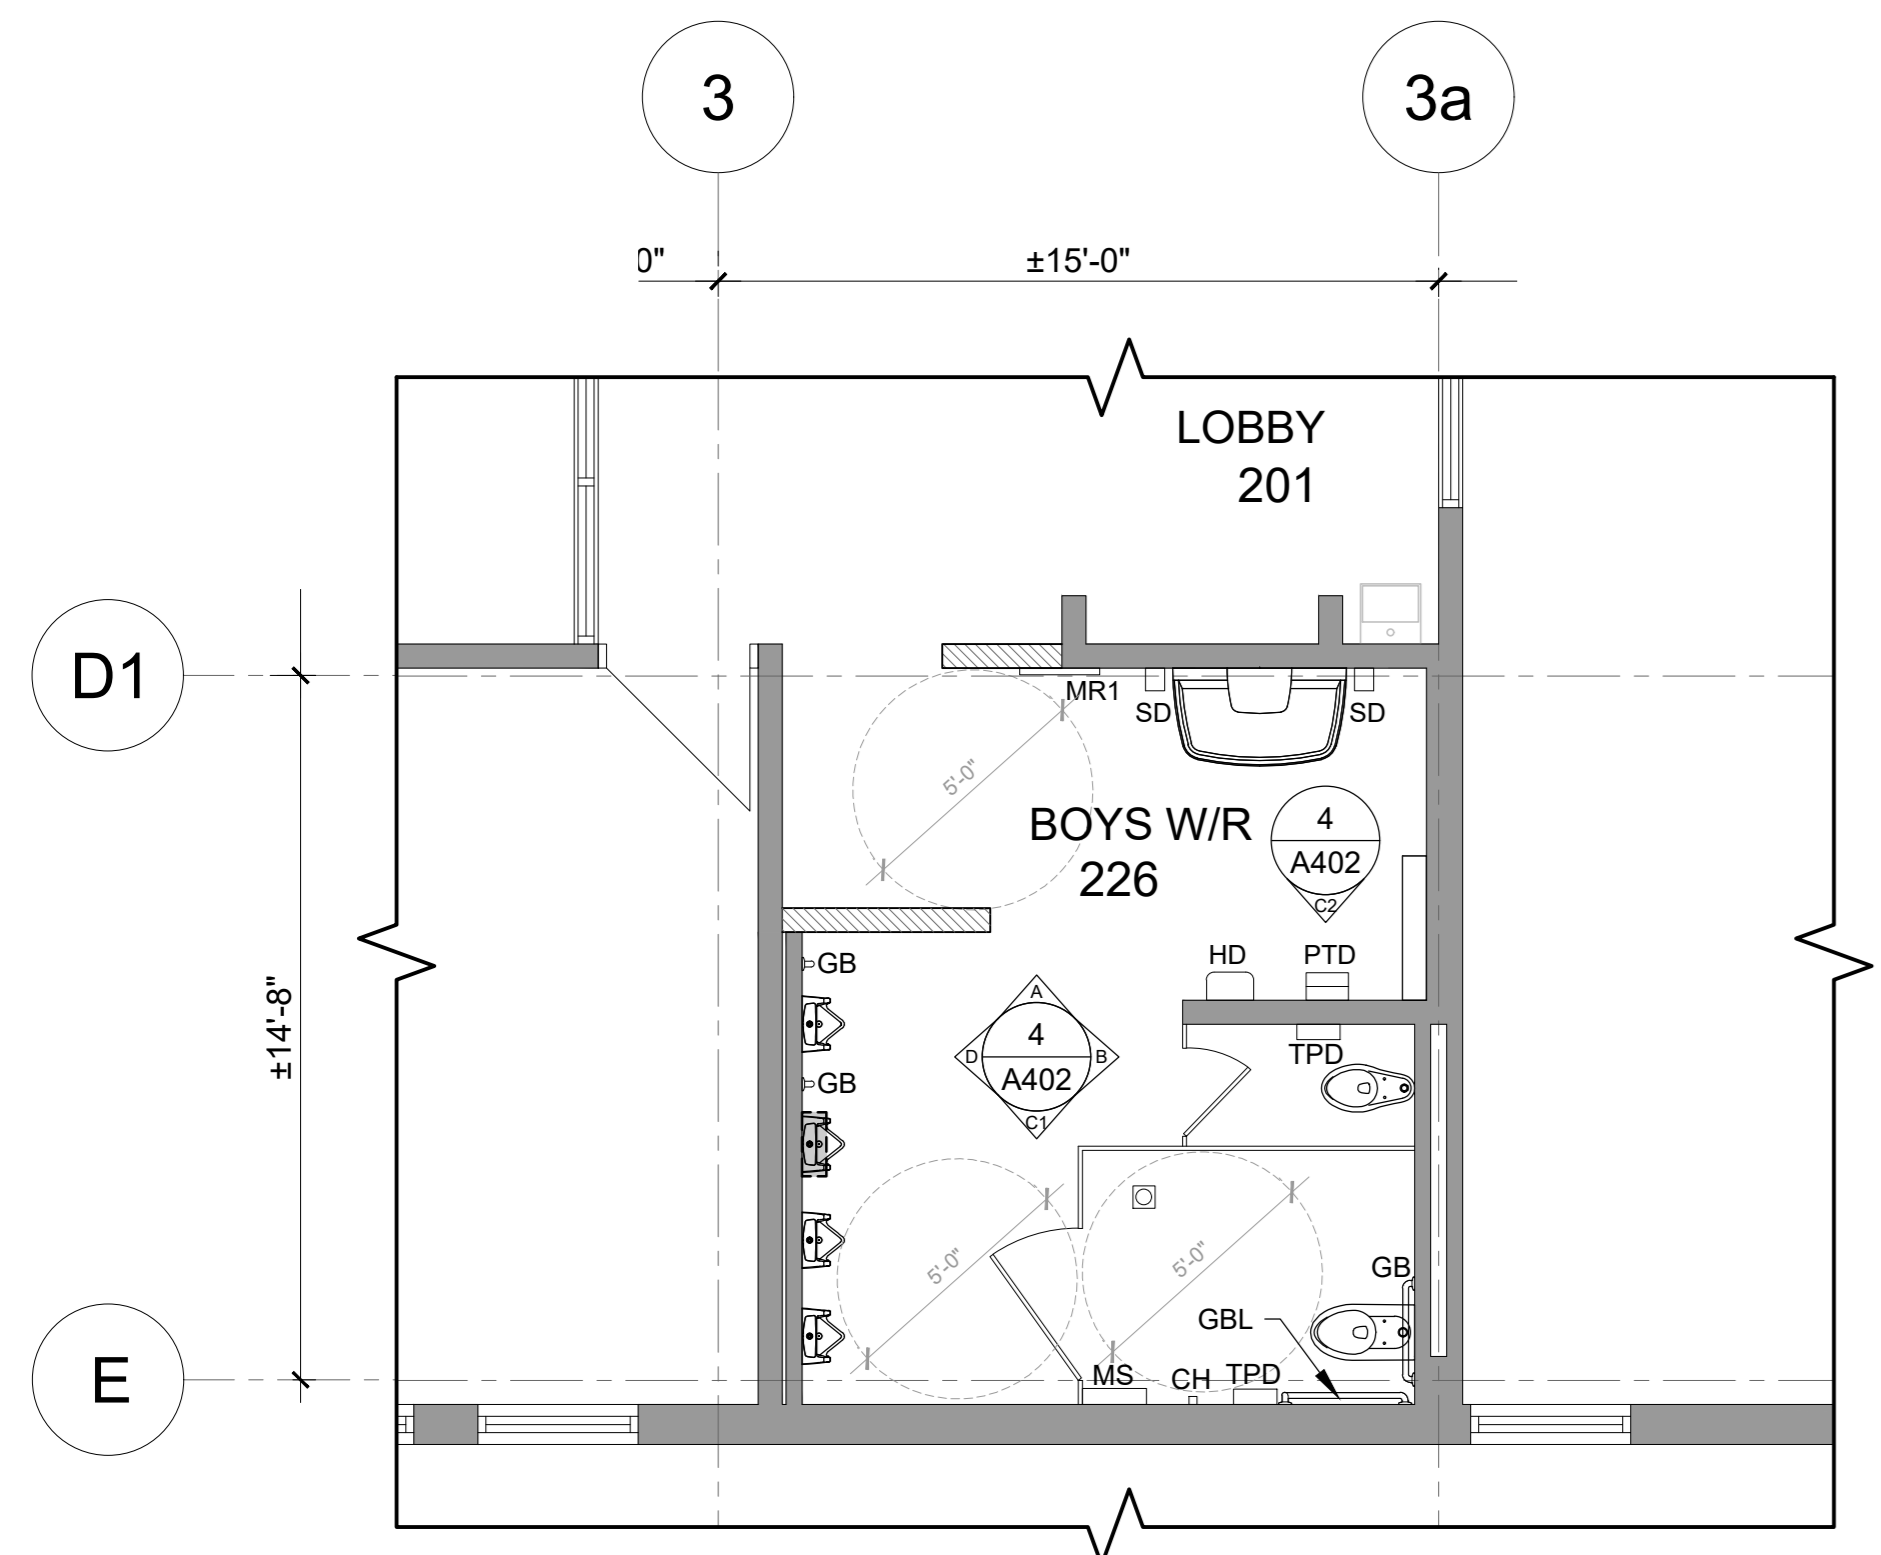 3
3a
0"
±15'-0"
LOBBY
201
D1
MR1
SD
SD
5'-0"
BOYS W/R
226
4
A402
C2
GB
HD
PTD
A
4
D
B
A402
C1
TPD
GB
±14'-8"
5'-0"
5'-0"
GB
GBL
E
MS
CH
TPD